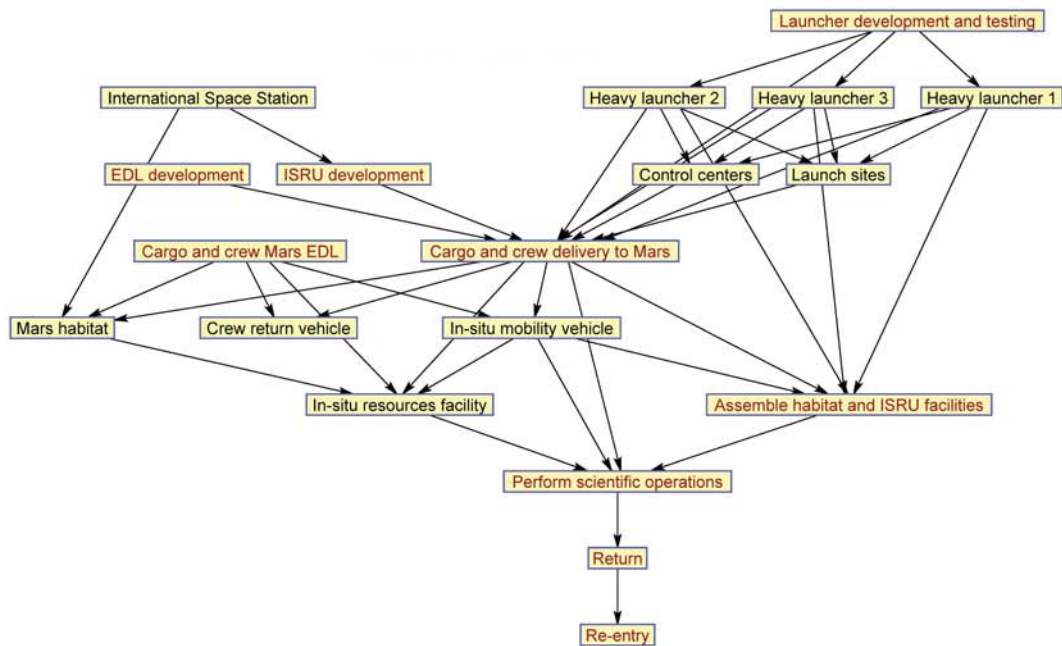 Launcher development and testing
International Space Station
Heavy launcher 2
Heavy launcher 3
Heavy launcher 1
EDL development
ISRU development
Control centers
Launch sites
Cargo and crew Mars EDL
Cargo and crew delivery to Mars
Mars habitat
Crew return vehicle
In-situ mobility vehicle
In-situ resources facility
Assemble habitat and ISRU facilities
Perform scientific operations
Return
Re-entry